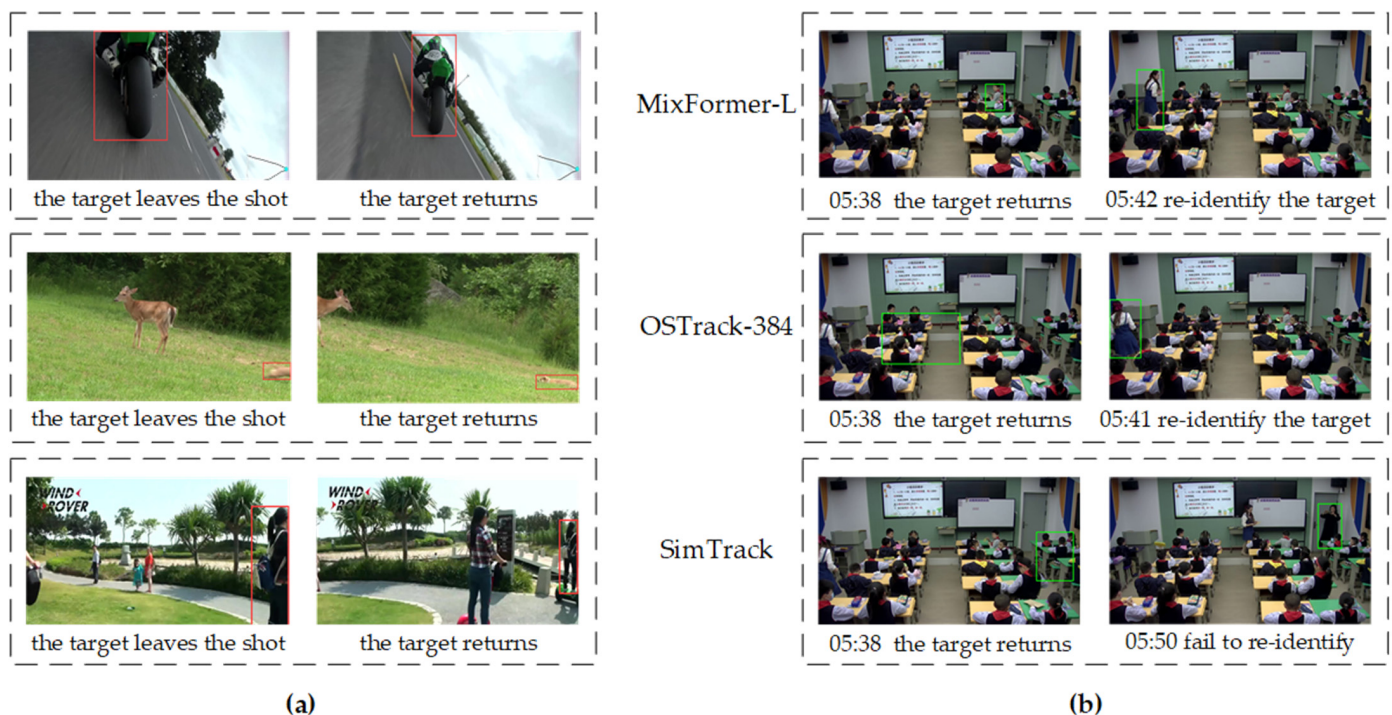 the target leaves the shot
the target returns
MixFormer-L
05:38 the target returns
05:42 re-identify the target
the target leaves the shot
the target returns
OSTrack-384
05:38 the target returns
05:41 re-identify the target
WIND
ROVER
the target leaves the shot
WIND
ROVER
the target returns
SimTrack
05:38 the target returns
05:50 fail to re-identify
(a)
(b)